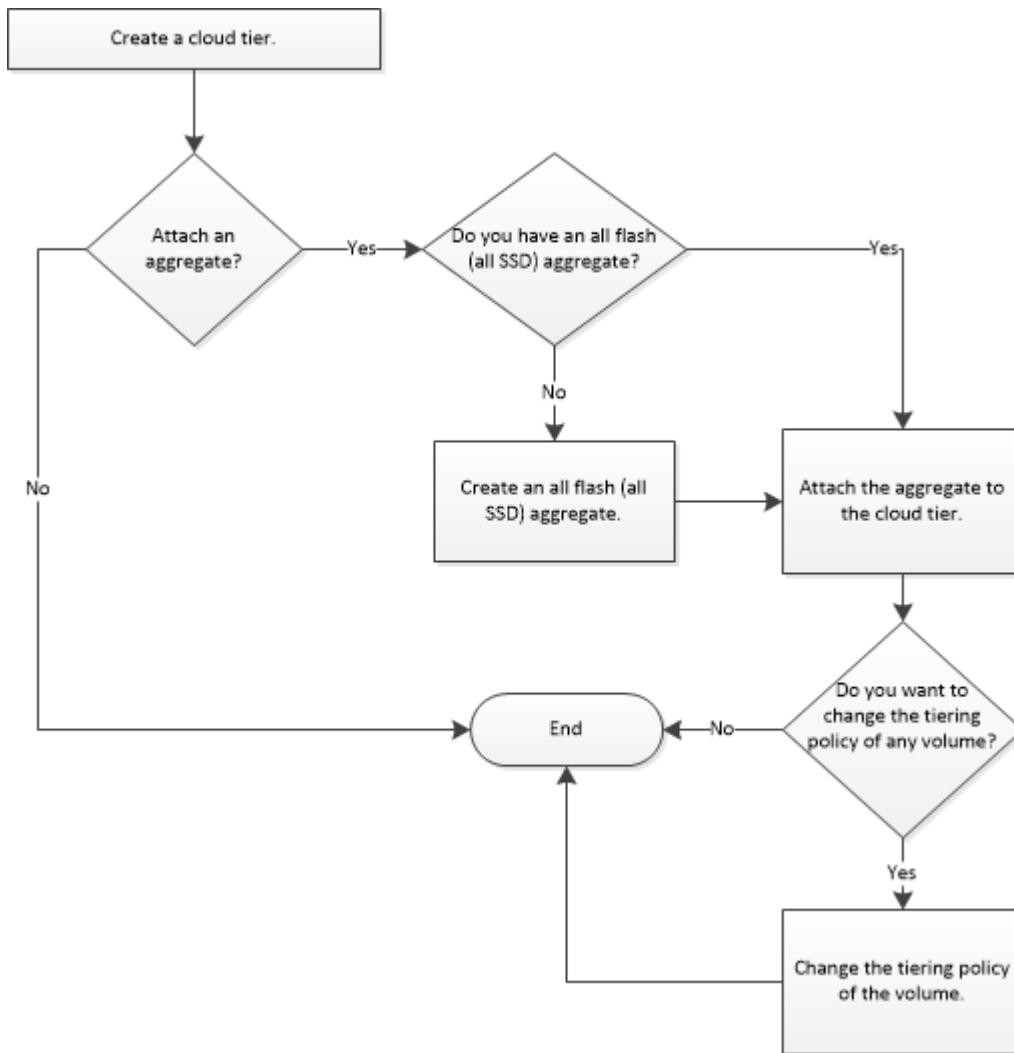 Create a cloud tier.
Attach an
aggregate?
Yes
Do you have an all flash
(all SSD) aggregate?
Yes
No
No
Create an all flash (all
SSD) aggregate.
Attach the aggregate to
the cloud tier.
End
No
Do you want to
change the tiering
policy of any volume?
Yes
Change the tiering policy
of the volume.